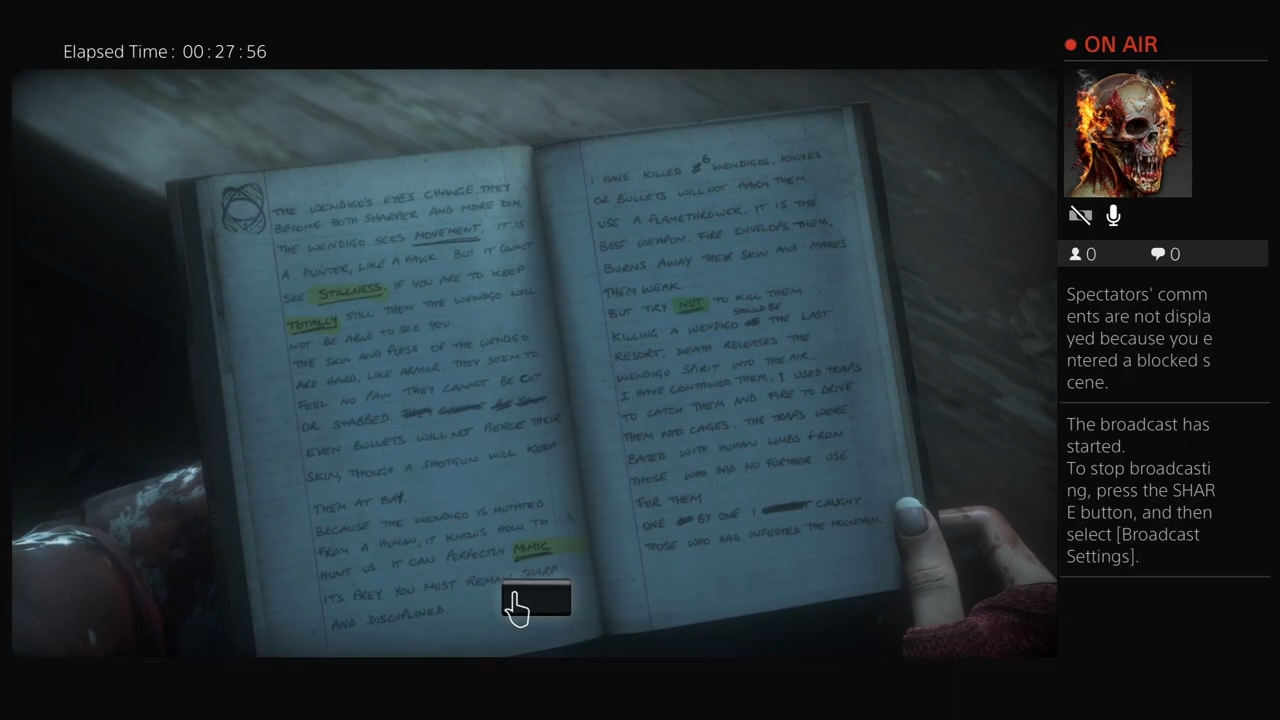 Elapsed Time: 00:27:56
ON AIR
0
0
Spectators' comm
ents are not displa
yed because you e
ntered a blocked s
cene.
The broadcast has
started.
To stop broadcasti
ng, press the SHAR
E button, and then
select [Broadcast
Settings].
THE WENDIGO'S EYES CHANGE. THEY
BECOME BOTH SHARPER AND MORE DIM.
THE WENDIGO SEES MOVEMENT. IT IS
A HUNTER, LIKE A HAWK. BUT IT CANNOT
SEE STILLNESS. IF YOU ARE TO KEEP
TOTALLY STILL THEN THE WENDIGO WILL
NOT BE ABLE TO SEE YOU.
THE SKIN AND FLESH OF THE WENDIGO
ARE HARD, LIKE ARMOR. THEY SEEM TO
FEEL NO PAIN. THEY CANNOT BE CUT
OR STABBED.
EVEN BULLETS WILL NOT PIERCE THEIR
SKIN, THOUGH A SHOTGUN WILL KEEP
THEM AT BAY.
BECAUSE THE WENDIGO IS MUTATED
FROM A HUMAN, IT KNOWS HOW TO
HUNT US. IT CAN PERFECTLY MIMIC
ITS PREY. YOU MUST REMAIN SHARP
AND DISCIPLINED.
I HAVE KILLED 6 WENDIGOS. KNIVES
OR BULLETS WILL NOT HARM THEM.
USE A FLAMETHROWER. IT IS THE
BEST WEAPON. FIRE ENVELOPS THEM,
BURNS AWAY THEIR SKIN AND MAKES
THEM WEAK.
BUT TRY NOT TO KILL THEM.
KILLING A WENDIGO SHOULD BE THE LAST
RESORT. DEATH RELEASES THE
WENDIGO SPIRIT INTO THE AIR.
I HAVE CONTAINED THEM. I USED TRAPS
TO CATCH THEM AND FIRE TO DRIVE
THEM INTO CAGES. THE TRAPS WERE
BATED WITH HUMAN LIMBS FROM
THOSE WHO HAD NO FURTHER USE
FOR THEM
ONE BY ONE I CAUGHT
THOSE WHO HAD INFESTED THE MOUNTAIN.